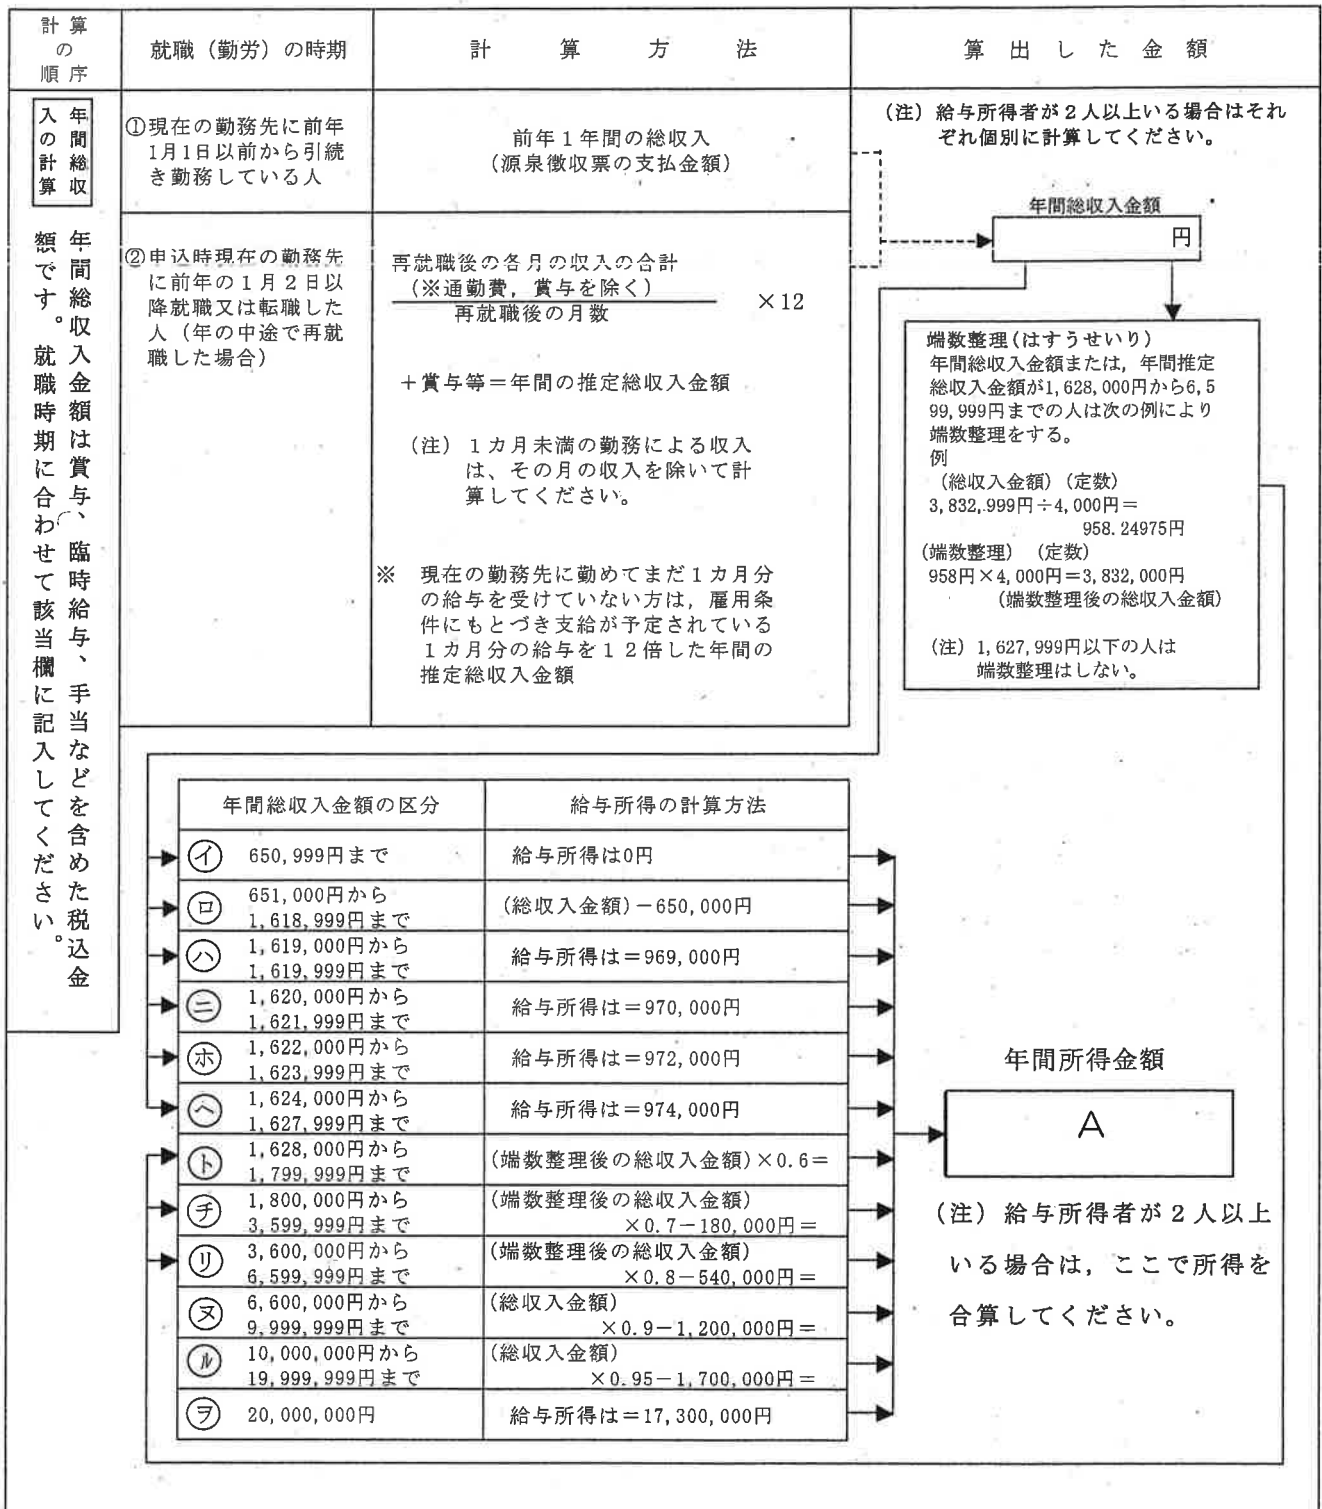 計算
の
順序
就職（勤労）の時期
計算方法
算出した金額
年間総収
入の計算
年間総収入金額は賞与、臨時給与、手当などを含めた税込金
額です。就職時期に合わせて該当欄に記入してください。
①現在の勤務先に前年
1月1日以前から引続
き勤務している人
前年１年間の総収入
（源泉徴収票の支払金額）
②申込時現在の勤務先
に前年の１月２日以
降就職又は転職した
人（年の中途で再就
職した場合）
再就職後の各月の収入の合計
（※通勤費，賞与を除く）
再就職後の月数
×12
＋賞与等＝年間の推定総収入金額
（注）１カ月未満の勤務による収入
は、その月の収入を除いて計
算してください。
※　現在の勤務先に勤めてまだ１カ月分
の給与を受けていない方は，雇用条
件にもとづき支給が予定されている
１カ月分の給与を１２倍した年間の
推定総収入金額
（注）給与所得者が２人以上いる場合はそれ
ぞれ個別に計算してください。
年間総収入金額
円
端数整理(はすうせいり)
年間総収入金額または，年間推定
総収入金額が1,628,000円から6,5
99,999円までの人は次の例により
端数整理をする。
例
（総収入金額）（定数）
3,832,999円÷4,000円＝
958.24975円
(端数整理)　(定数)
958円×4,000円＝3,832,000円
（端数整理後の総収入金額）
（注）1,627,999円以下の人は
端数整理はしない。
年間総収入金額の区分
給与所得の計算方法
イ　650,999円まで
給与所得は0円
ロ　651,000円から
1,618,999円まで
(総収入金額)－650,000円
ハ　1,619,000円から
1,619,999円まで
給与所得は＝969,000円
ニ　1,620,000円から
1,621,999円まで
給与所得は＝970,000円
ホ　1,622,000円から
1,623,999円まで
給与所得は＝972,000円
ヘ　1,624,000円から
1,627,999円まで
給与所得は＝974,000円
ト　1,628,000円から
1,799,999円まで
(端数整理後の総収入金額)×0.6＝
チ　1,800,000円から
3,599,999円まで
(端数整理後の総収入金額)
×0.7－180,000円＝
リ　3,600,000円から
6,599,999円まで
(端数整理後の総収入金額)
×0.8－540,000円＝
ヌ　6,600,000円から
9,999,999円まで
(総収入金額)
×0.9－1,200,000円＝
ル　10,000,000円から
19,999,999円まで
(総収入金額)
×0.95－1,700,000円＝
ヲ　20,000,000円
給与所得は＝17,300,000円
年間所得金額
A
（注）給与所得者が２人以上
いる場合は，ここで所得を
合算してください。